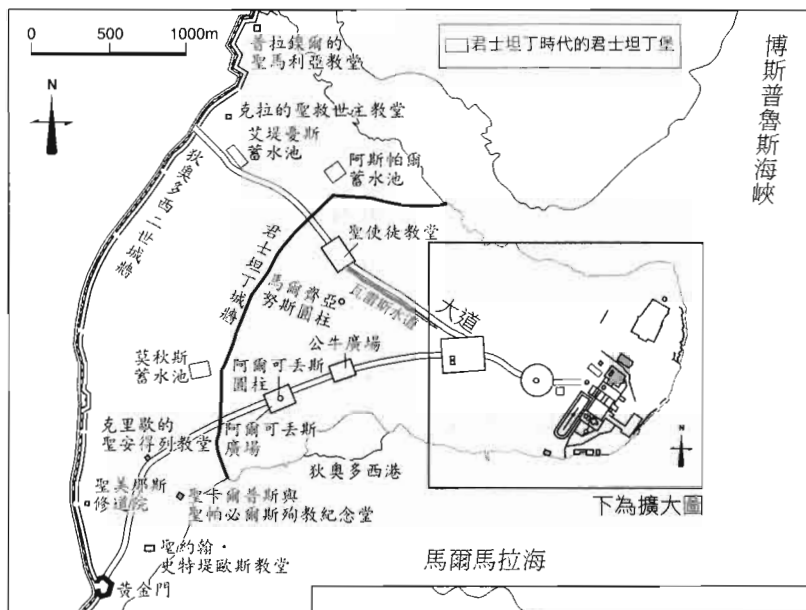 0 500 1000m
N
君士坦丁時代的君士坦丁堡
博斯普魯斯海峽
普拉鎳爾的
聖馬利亞教堂
克拉的聖救世主教堂
艾堤憂斯
蓄水池
阿斯帕爾
蓄水池
狄奧多西二世城牆
君士坦丁城牆
聖使徒教堂
馬爾齊亞
努斯圓柱
瓦雷斯水道
大道
公牛廣場
莫秋斯
蓄水池
阿爾可丟斯
圓柱
阿爾可丟斯
廣場
克里歇的
聖安得列教堂
狄奧多西港
聖美那斯
修道院
聖卡爾普斯與
聖帕必爾斯殉教紀念堂
聖約翰・
史特堤歐斯教堂
黃金門
N
下為擴大圖
馬爾馬拉海